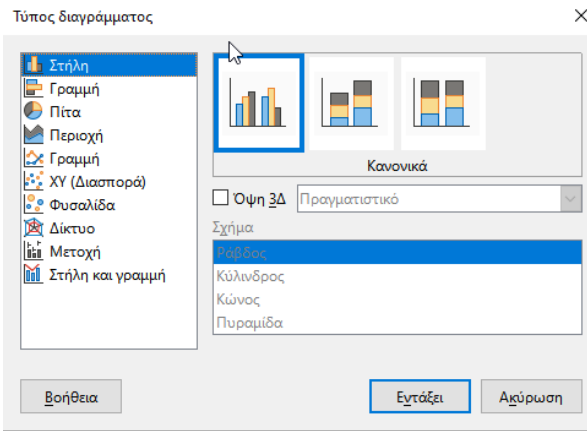 Τύπος διαγράμματος
Στήλη
Γραμμή
Πίτα
Περιοχή
Γραμμή
XY (Διασπορά)
Φυσαλίδα
Δίκτυο
Μετοχή
Στήλη και γραμμή
Κανονικά
Όψη 3Δ
Πραγματιστικό
Σχήμα
Ράβδος
Κύλινδρος
Κώνος
Πυραμίδα
Βοήθεια
Εντάξει
Ακύρωση